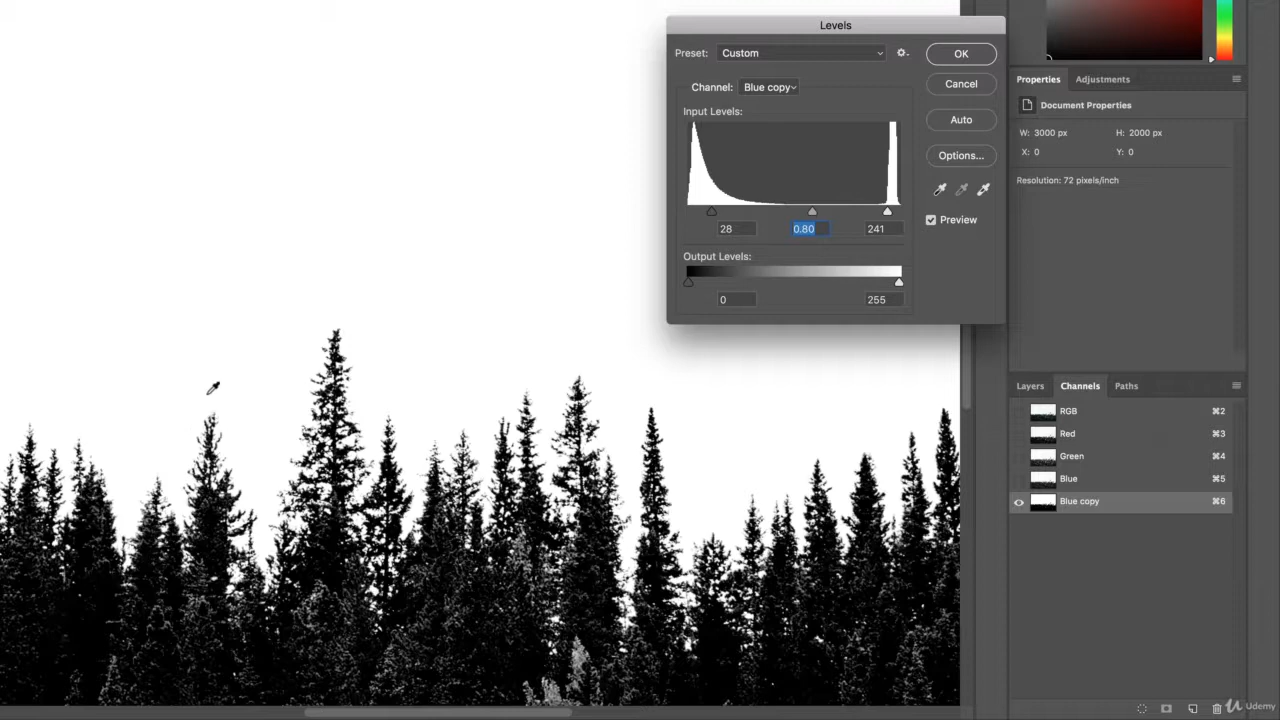 Levels
Preset: Custom
OK
Channel: Blue copy
Cancel
Input Levels:
Auto
Options...
Preview
28 0.80 241
Output Levels:
0 255
Properties Adjustments
Document Properties
W: 3000 px H: 2000 px
X: 0 Y: 0
Resolution: 72 pixels/inch
Layers Channels Paths
RGB ⌘2
Red ⌘3
Green ⌘4
Blue ⌘5
Blue copy ⌘6
Udemy